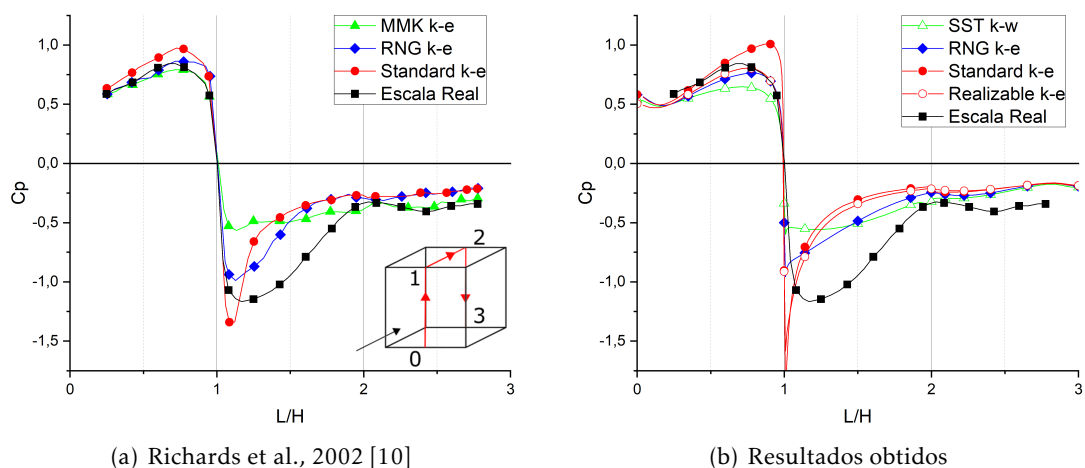 1,0
0,5
0,0
-0,5
-1,0
-1,5
Cp
0
1
2
3
L/H
MMK k-e
RNG k-e
Standard k-e
Escala Real
1
2
3
0
(a) Richards et al., 2002 [10]
1,0
0,5
0,0
-0,5
-1,0
-1,5
Cp
0
1
2
3
L/H
SST k-w
RNG k-e
Standard k-e
Realizable k-e
Escala Real
(b) Resultados obtidos